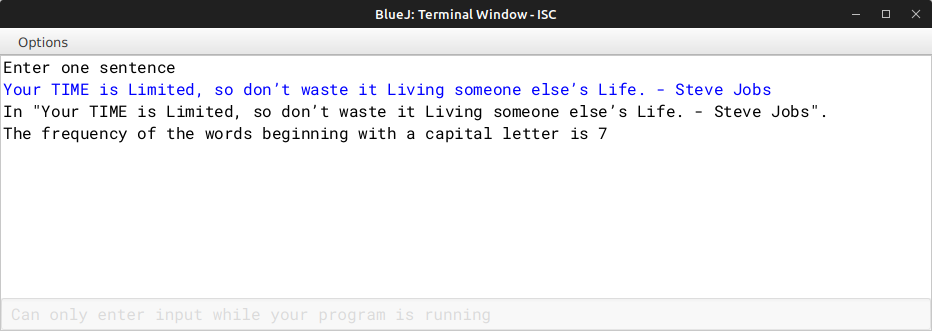 BlueJ: Terminal Window - ISC
Options
Enter one sentence
Your TIME is Limited, so don’t waste it Living someone else’s Life. - Steve Jobs
In "Your TIME is Limited, so don’t waste it Living someone else’s Life. - Steve Jobs".
The frequency of the words beginning with a capital letter is 7
Can only enter input while your program is running